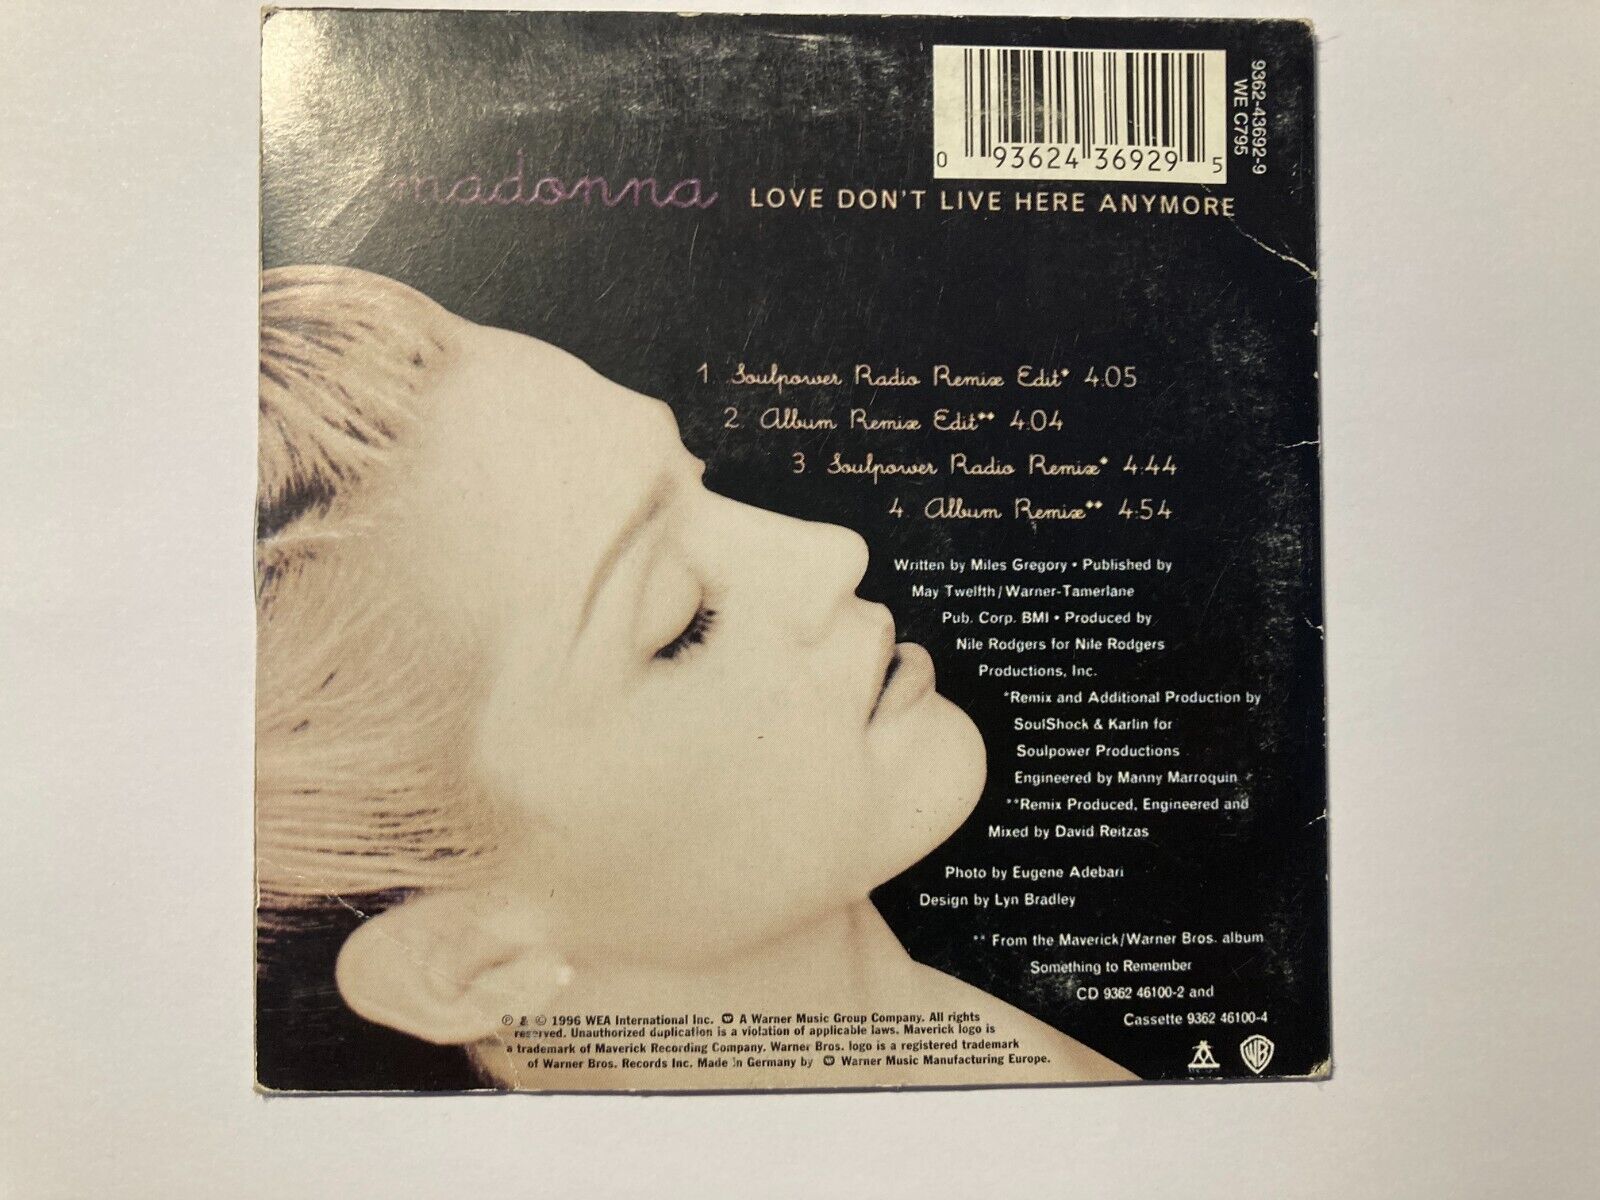 0 93624 36929 5
9362-43692-9
WE C795
madonna LOVE DON'T LIVE HERE ANYMORE
1. Soulpower Radio Remix Edit* 4:05
2. Album Remix Edit** 4:04
3. Soulpower Radio Remix* 4:44
4. Album Remix** 4:54
Written by Miles Gregory • Published by
May Twelfth/Warner-Tamerlane
Pub. Corp. BMI • Produced by
Nile Rodgers for Nile Rodgers
Productions, Inc.
*Remix and Additional Production by
SoulShock & Karlin for
Soulpower Productions
Engineered by Manny Marroquin
**Remix Produced, Engineered and
Mixed by David Reitzas
Photo by Eugene Adebari
Design by Lyn Bradley
** From the Maverick/Warner Bros. album
Something to Remember
CD 9362 46100-2 and
Cassette 9362 46100-4
℗ & © 1996 WEA International Inc. A Warner Music Group Company. All rights
reserved. Unauthorized duplication is a violation of applicable laws. Maverick logo is
a trademark of Maverick Recording Company. Warner Bros. logo is a registered trademark
of Warner Bros. Records Inc. Made in Germany by Warner Music Manufacturing Europe.
WB